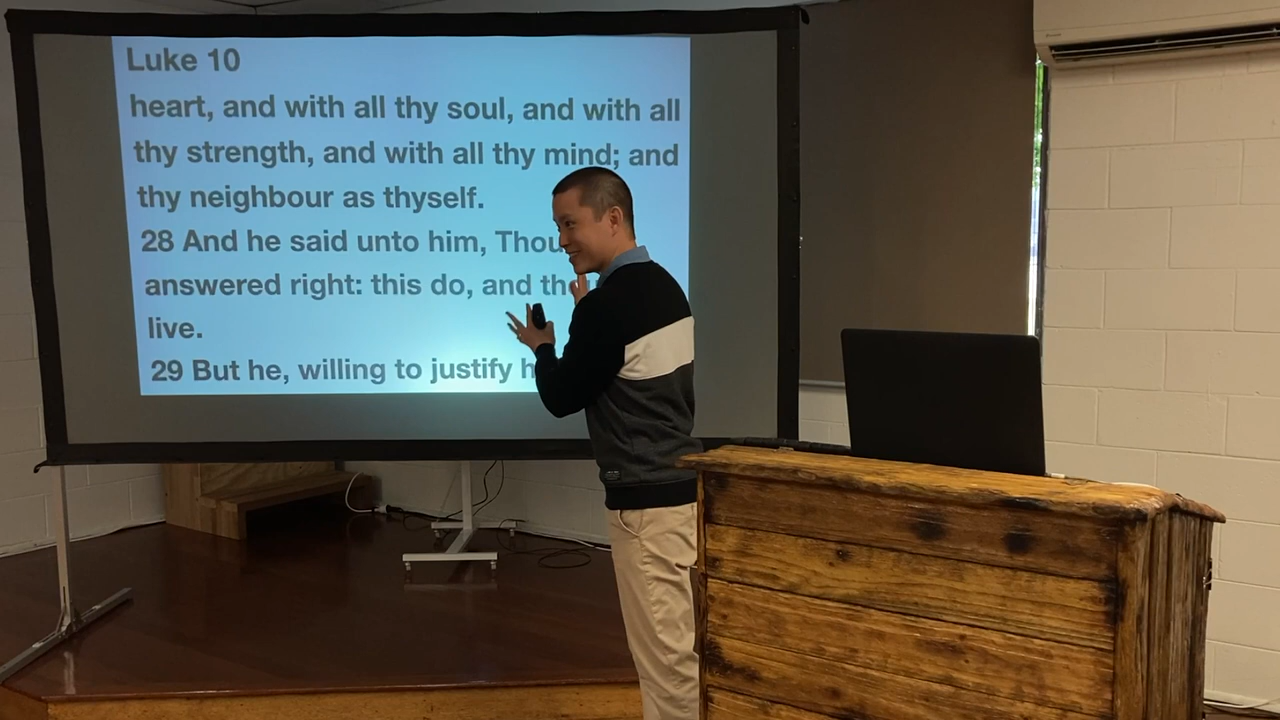 Luke 10
heart, and with all thy soul, and with all
thy strength, and with all thy mind; and
thy neighbour as thyself.
28 And he said unto him, Thou
answered right: this do, and thou
live.
29 But he, willing to justify h